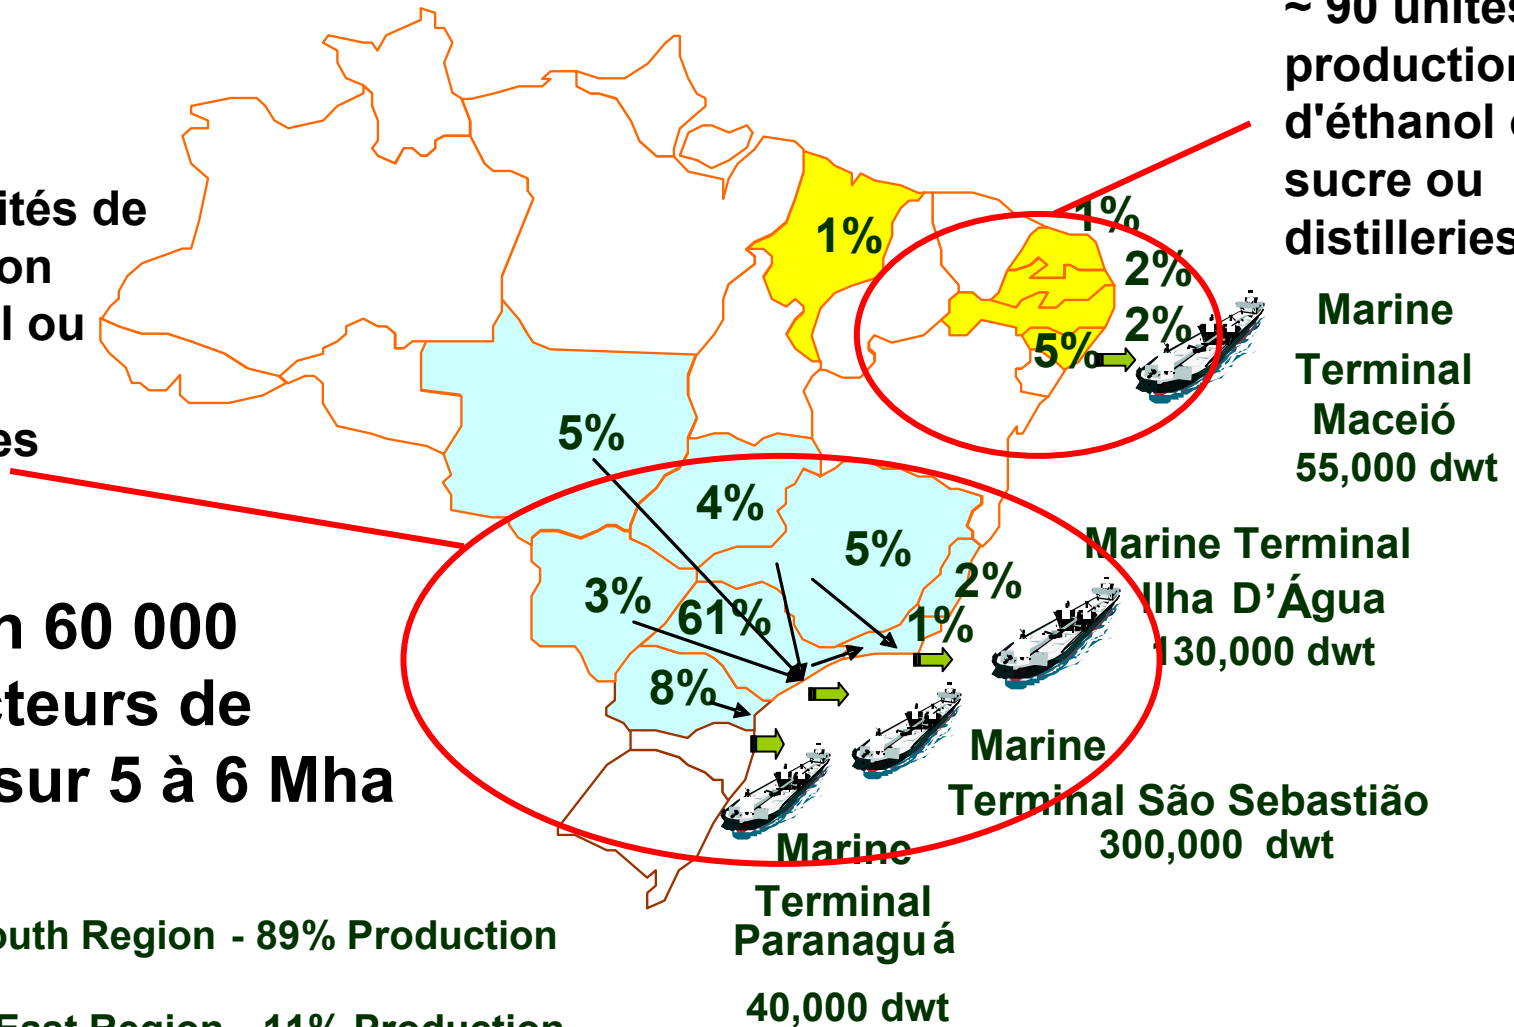 ~ 90 unités
production
d'éthanol
sucre ou
distilleries
ités de
on
l ou
es
n 60 000
cteurs de
sur 5 à 6 Mha
1%
1%
2%
2%
5%
5%
4%
5%
3%
61%
2%
1%
8%
Marine
Terminal
Maceió
55,000 dwt
Marine Terminal
Ilha D'Água
130,000 dwt
Marine
Terminal São Sebastião
300,000 dwt
Marine
Terminal
Paranaguá
40,000 dwt
outh Region - 89% Production
East Region - 11% Production